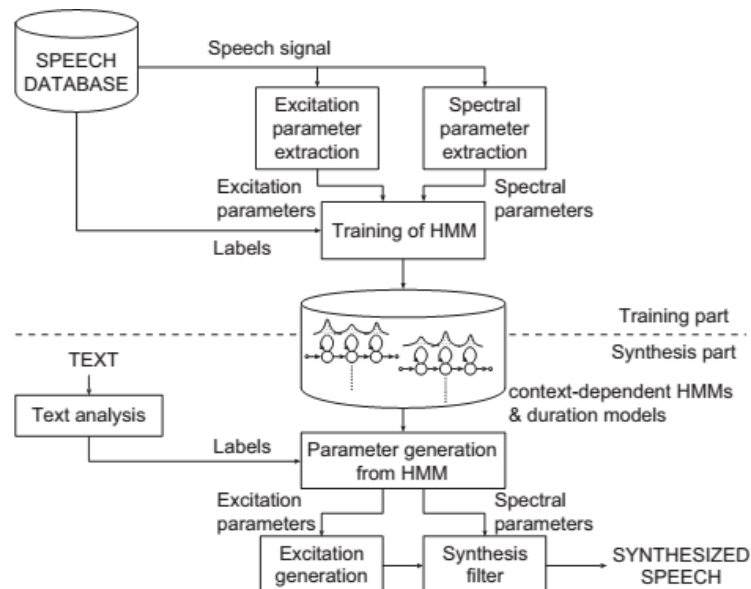 SPEECH
DATABASE
Speech signal
Excitation
parameter
extraction
Spectral
parameter
extraction
Excitation
parameters
Spectral
parameters
Labels
Training of HMM
Training part
Synthesis part
TEXT
context-dependent HMMs
& duration models
Text analysis
Labels
Parameter generation
from HMM
Excitation
parameters
Spectral
parameters
Excitation
generation
Synthesis
filter
SYNTHESIZED
SPEECH